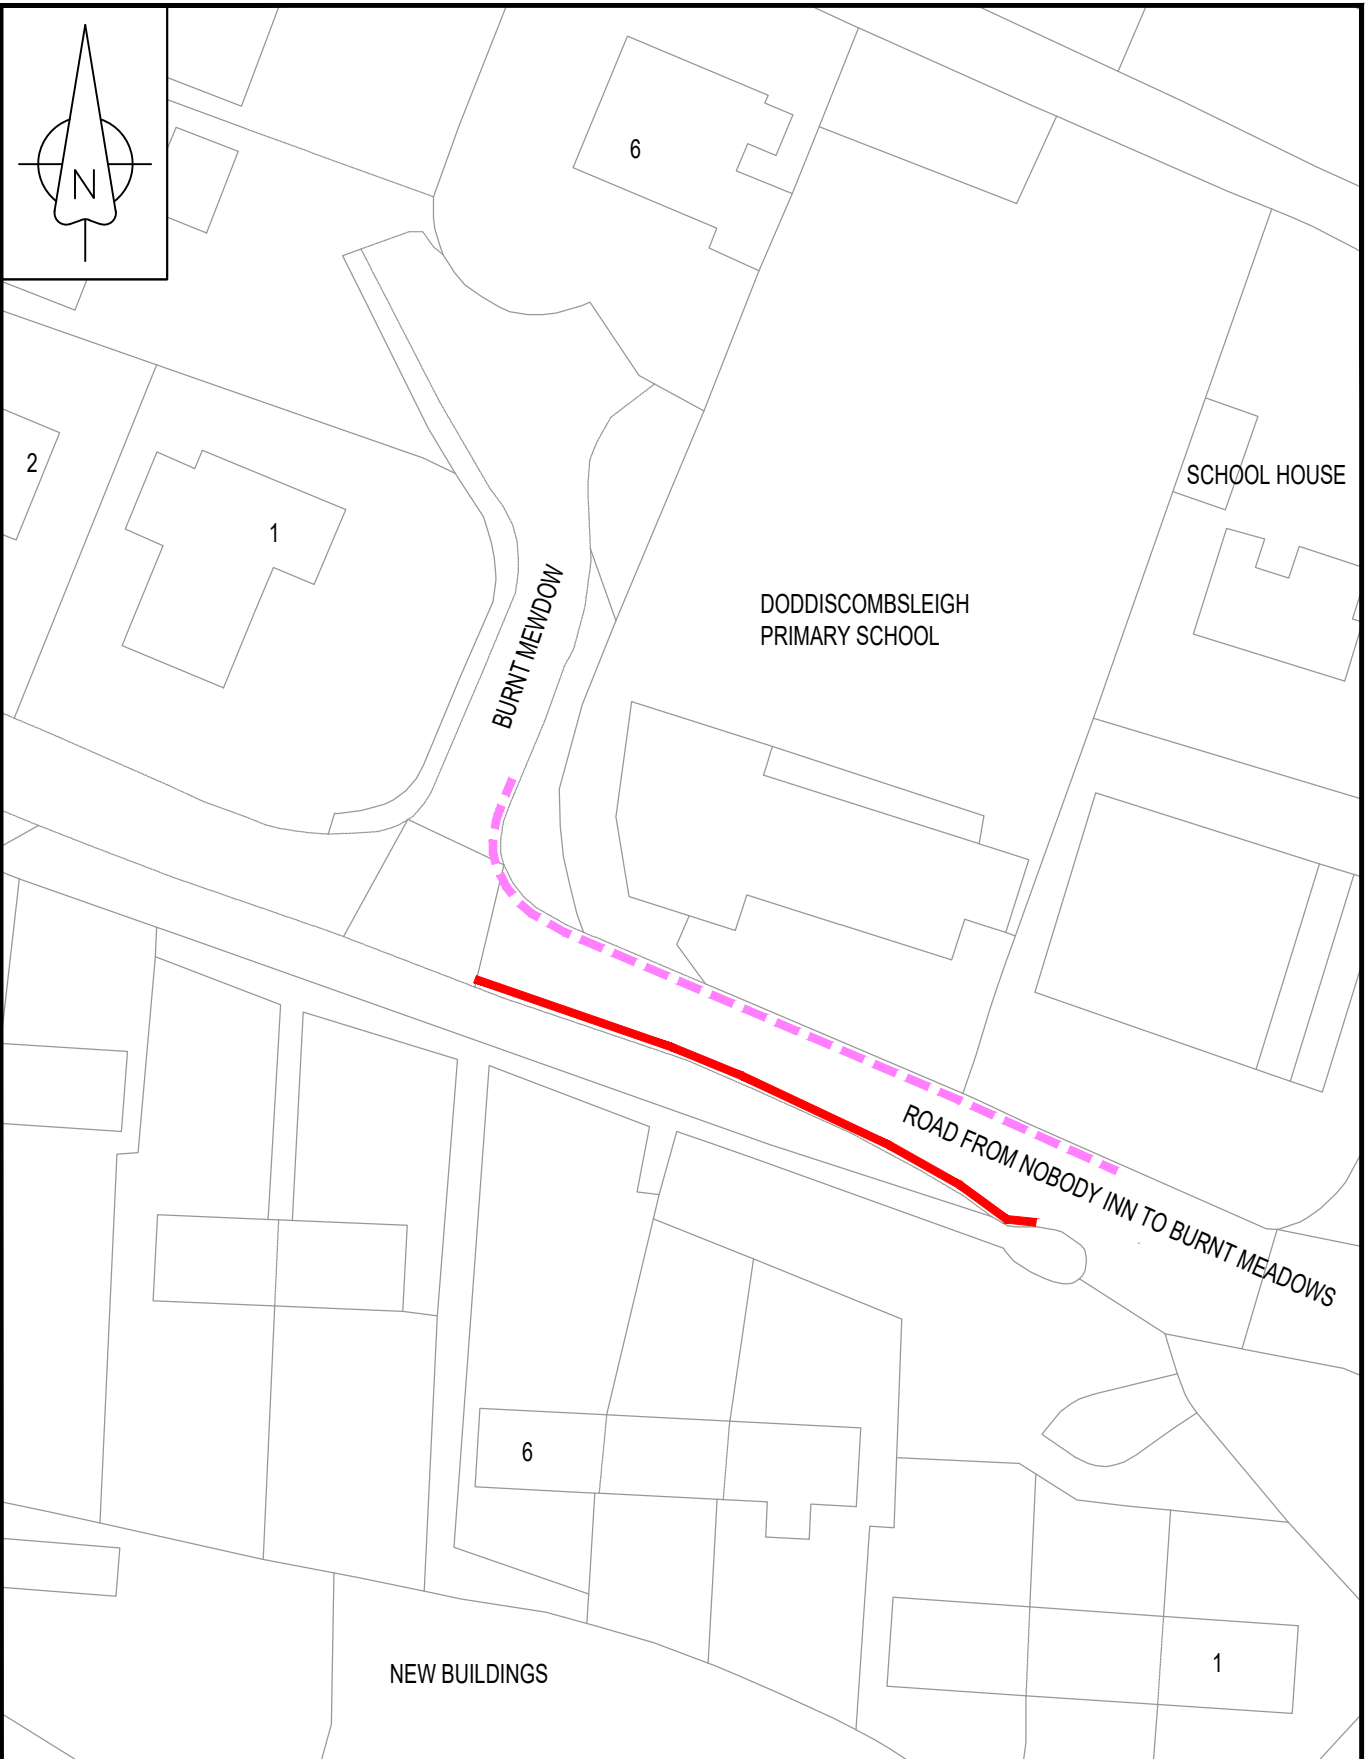 N
6
2
1
SCHOOL HOUSE
BURNT MEWDOW
DODDISCOMBSLEIGH
PRIMARY SCHOOL
ROAD FROM NOBODY INN TO BURNT MEADOWS
6
NEW BUILDINGS
1